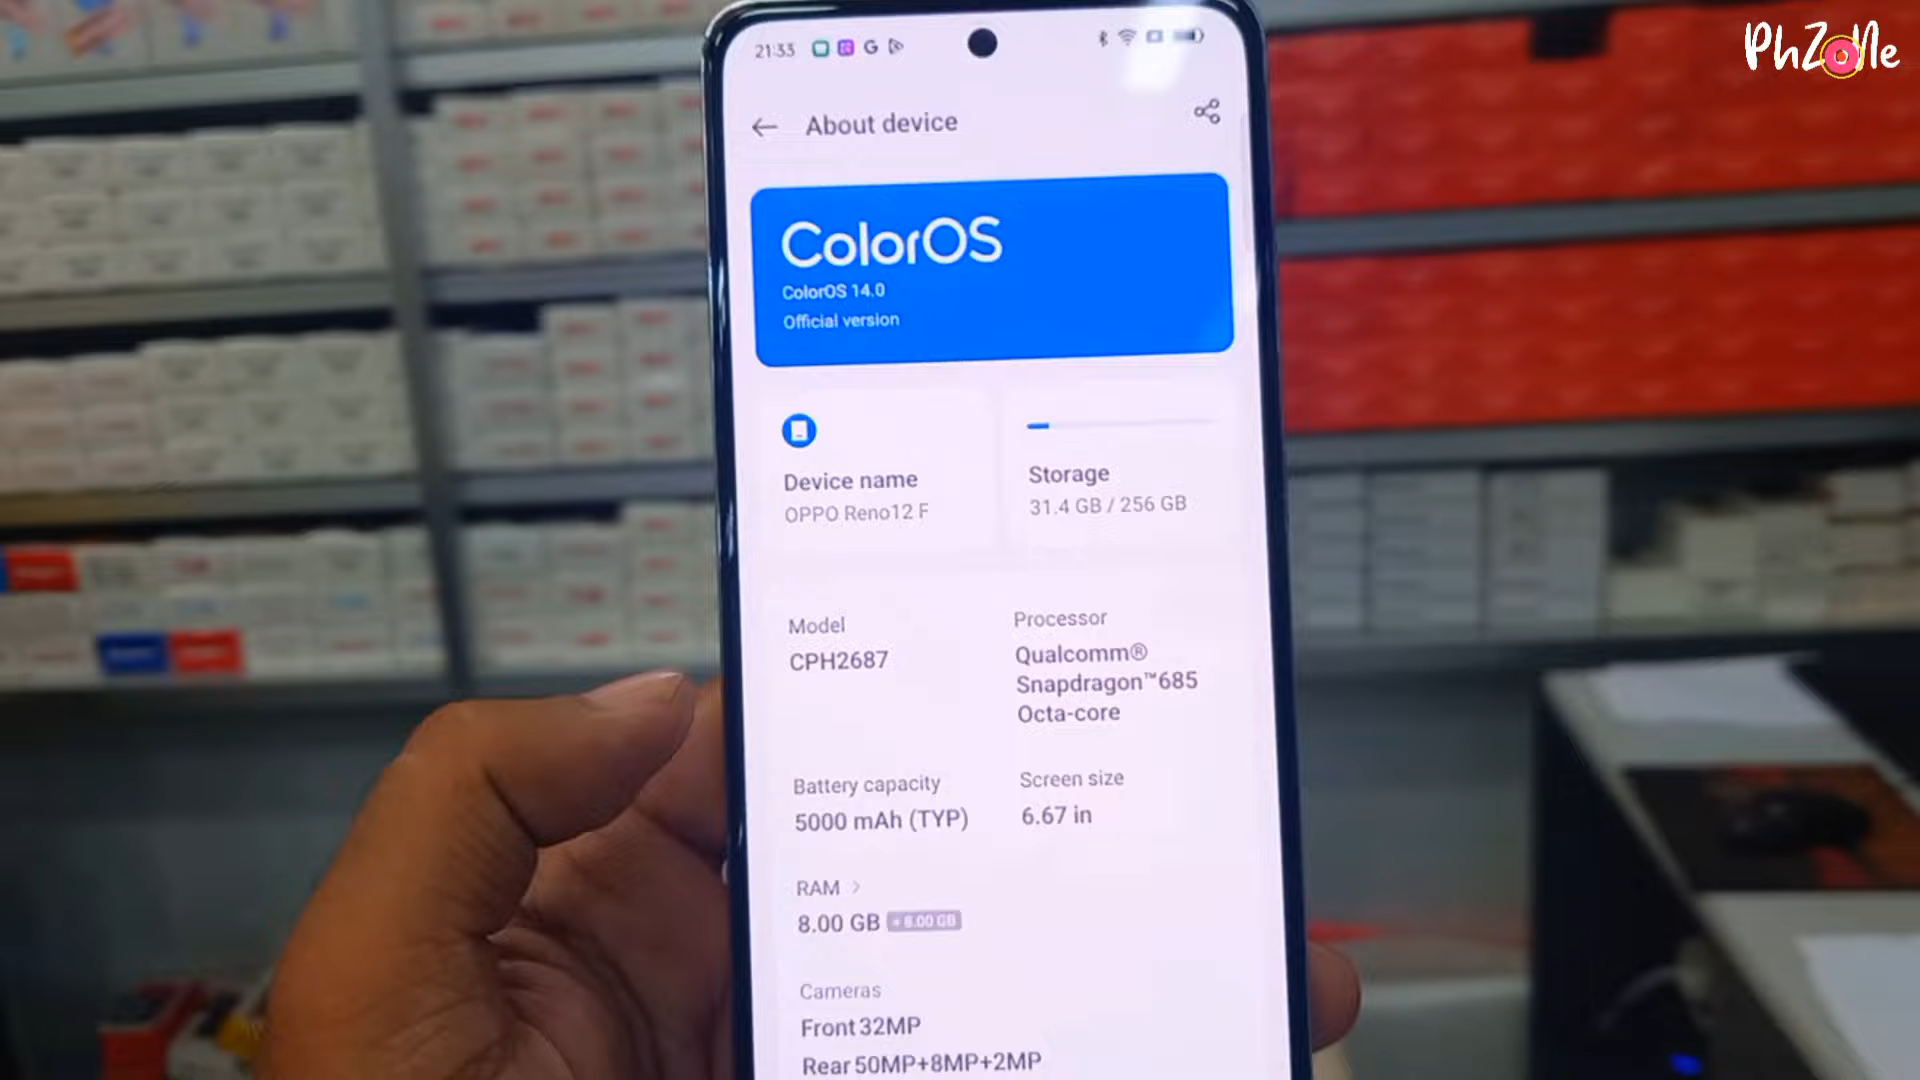 PhZoNe
21:33
About device
ColorOS
ColorOS 14.0
Official version
Device name
OPPO Reno12 F
Storage
31.4 GB / 256 GB
Model
CPH2687
Processor
Qualcomm®
Snapdragon™685
Octa-core
Battery capacity
5000 mAh (TYP)
Screen size
6.67 in
RAM >
8.00 GB + 8.00 GB
Cameras
Front 32MP
Rear 50MP+8MP+2MP